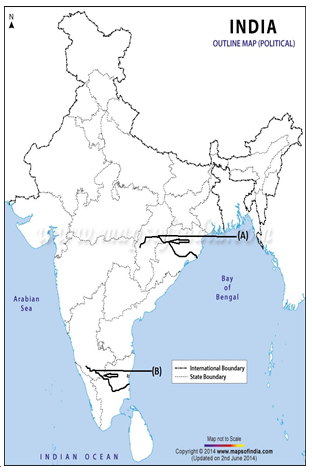 N
INDIA
OUTLINE MAP (POLITICAL)
(A)
Bay
of
Bengal
Arabian
Sea
(B)
International Boundary
State Boundary
Map not to Scale
Copyright © 2014 www.mapsofindia.com
(Updated on 2nd June 2014)
INDIAN OCEAN